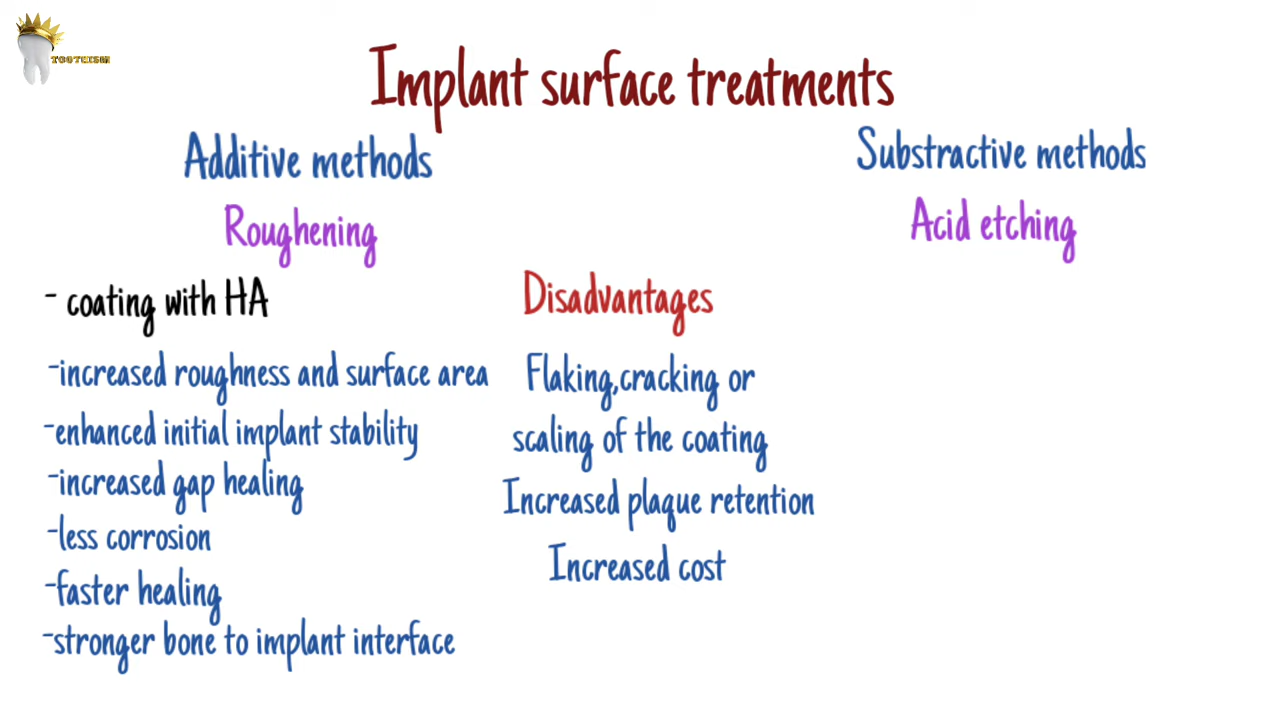 TOOTHISM
Implant surface treatments
Additive methods
Substractive methods
Roughening
Acid etching
- coating with HA
-increased roughness and surface area
-enhanced initial implant stability
-increased gap healing
-less corrosion
-faster healing
-stronger bone to implant interface
Disadvantages
Flaking,cracking or
scaling of the coating
Increased plaque retention
Increased cost